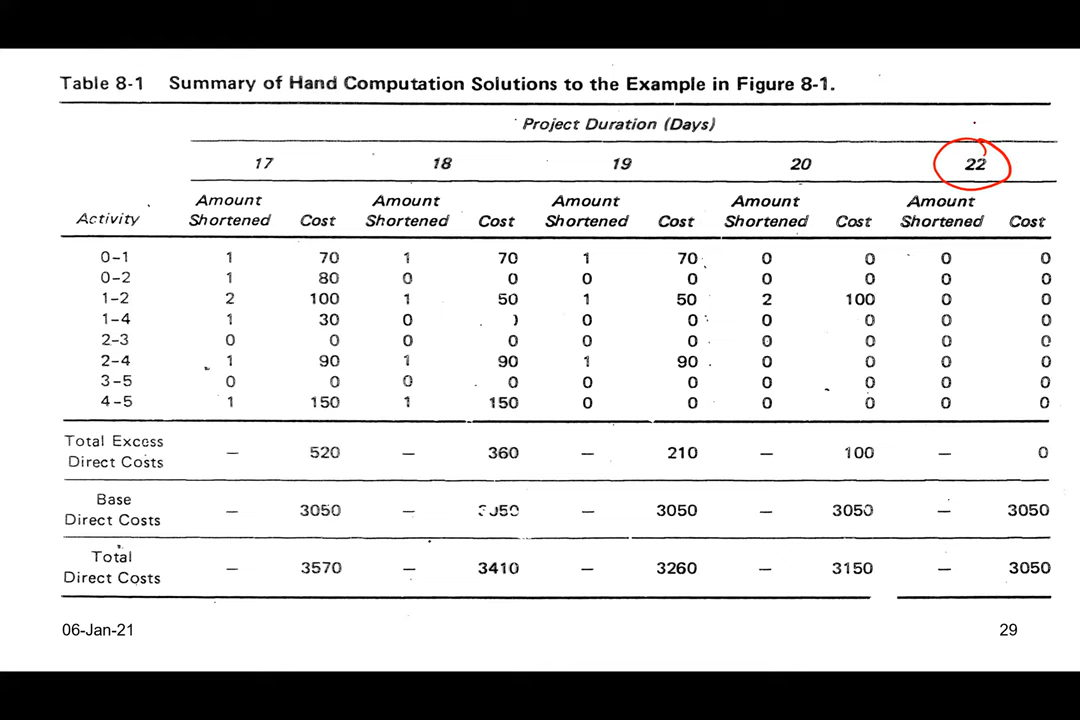 Table 8-1 Summary of Hand Computation Solutions to the Example in Figure 8-1.
Project Duration (Days)
17 18 19 20 22
Amount Amount Amount Amount Amount
Activity Shortened Cost Shortened Cost Shortened Cost Shortened Cost Shortened Cost
0-1 1 70 1 70 1 70 0 0 0 0
0-2 1 80 0 0 0 0 0 0 0 0
1-2 2 100 1 50 1 50 2 100 0 0
1-4 1 30 0 0 0 0 0 0 0
2-3 0 0 0 0 0 0 0 0 0 0
2-4 1 90 1 90 1 90 0 0 0 0
3-5 0 0 0 0 0 0 0 0 0 0
4-5 1 150 1 150 0 0 0 0 0 0
Total Excess
Direct Costs — 520 — 360 — 210 — 100 — 0
Base
Direct Costs — 3050 — — 3050 — 3050 — 3050
Total
Direct Costs — 3570 — 3410 — 3260 — 3150 — 3050
06-Jan-21 29